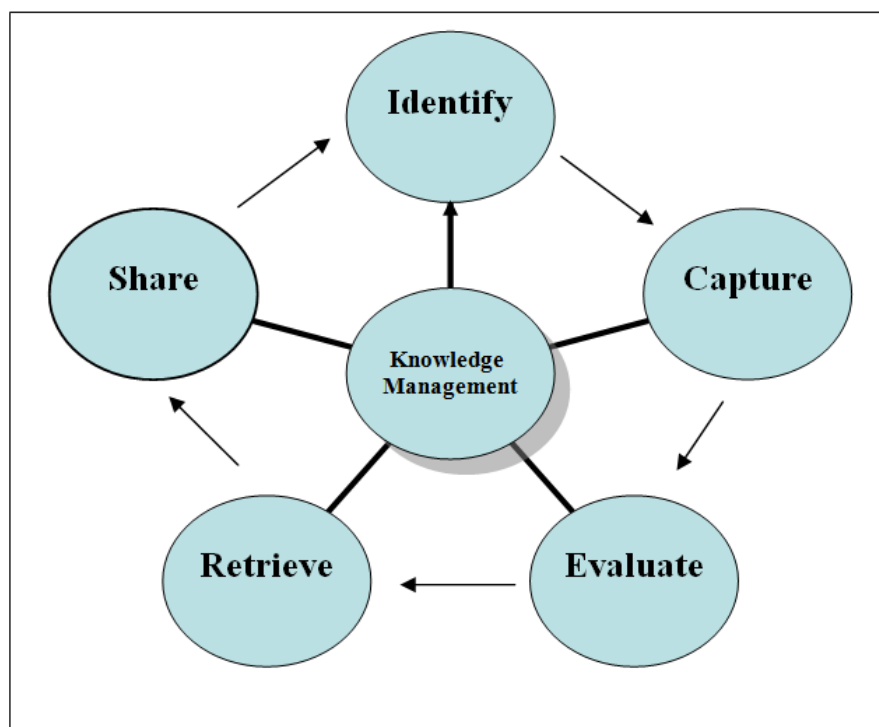 Identify
Share
Capture
Knowledge
Management
Retrieve
Evaluate